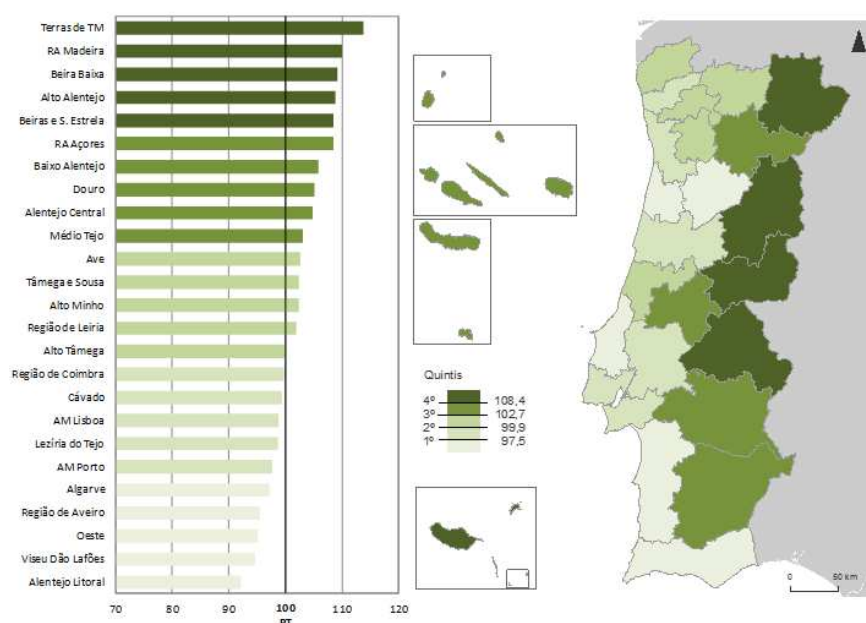 Terras de TM
RA Madeira
Beira Baixa
Alto Alentejo
Beiras e S. Estrela
RA Açores
Baixo Alentejo
Douro
Alentejo Central
Médio Tejo
Ave
Tâmega e Sousa
Alto Minho
Região de Leiria
Alto Tâmega
Região de Coimbra
Cávado
AM Lisboa
Lezíria do Tejo
AM Porto
Algarve
Região de Aveiro
Oeste
Viseu Dão Lafões
Alentejo Litoral
70 80 90 100 110 120
PT
Quintis
4º 108,4
3º 102,7
2º 99,9
1º 97,5
0 50 km